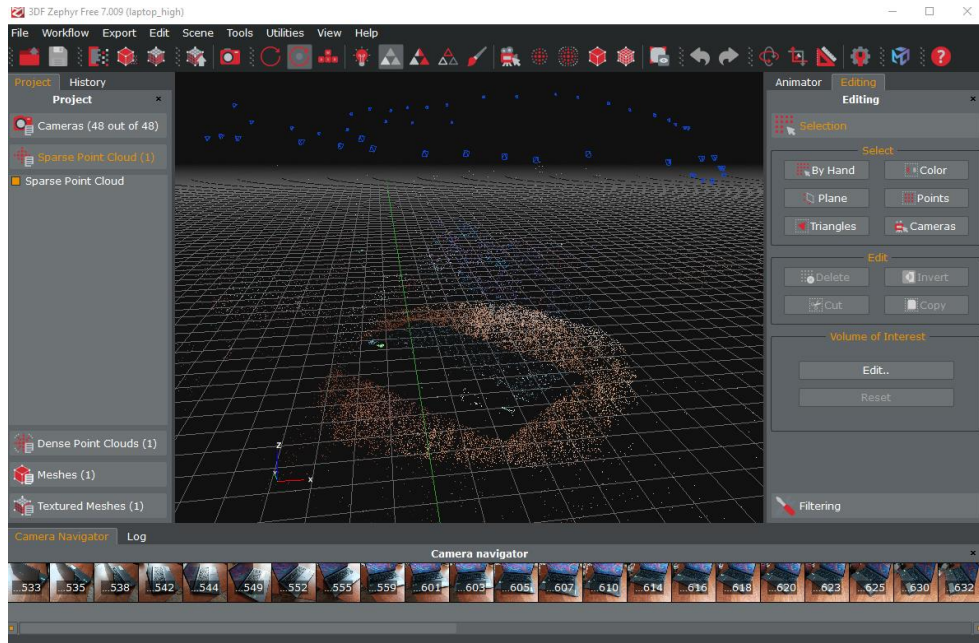 3DF Zephyr Free 7.009 (laptop_high)
File Workflow Export Edit Scene Tools Utilities View Help
Project History
Project
Cameras (48 out of 48)
Sparse Point Cloud (1)
Sparse Point Cloud
Dense Point Clouds (1)
Meshes (1)
Textured Meshes (1)
Z
Y
X
Animator Editing
Editing
Selection
Select
By Hand Color
Plane Points
Triangles Cameras
Edit
Delete Invert
Cut Copy
Volume of Interest
Edit..
Reset
Filtering
Camera Navigator Log
Camera navigator
...533 ...535 ...538 ...542 ...544 ...549 ...552 ...555 ...559 ...601 ...603 ...605 ...607 ...610 ...614 ...616 ...618 ...620 ...623 ...625 ...630 ...632